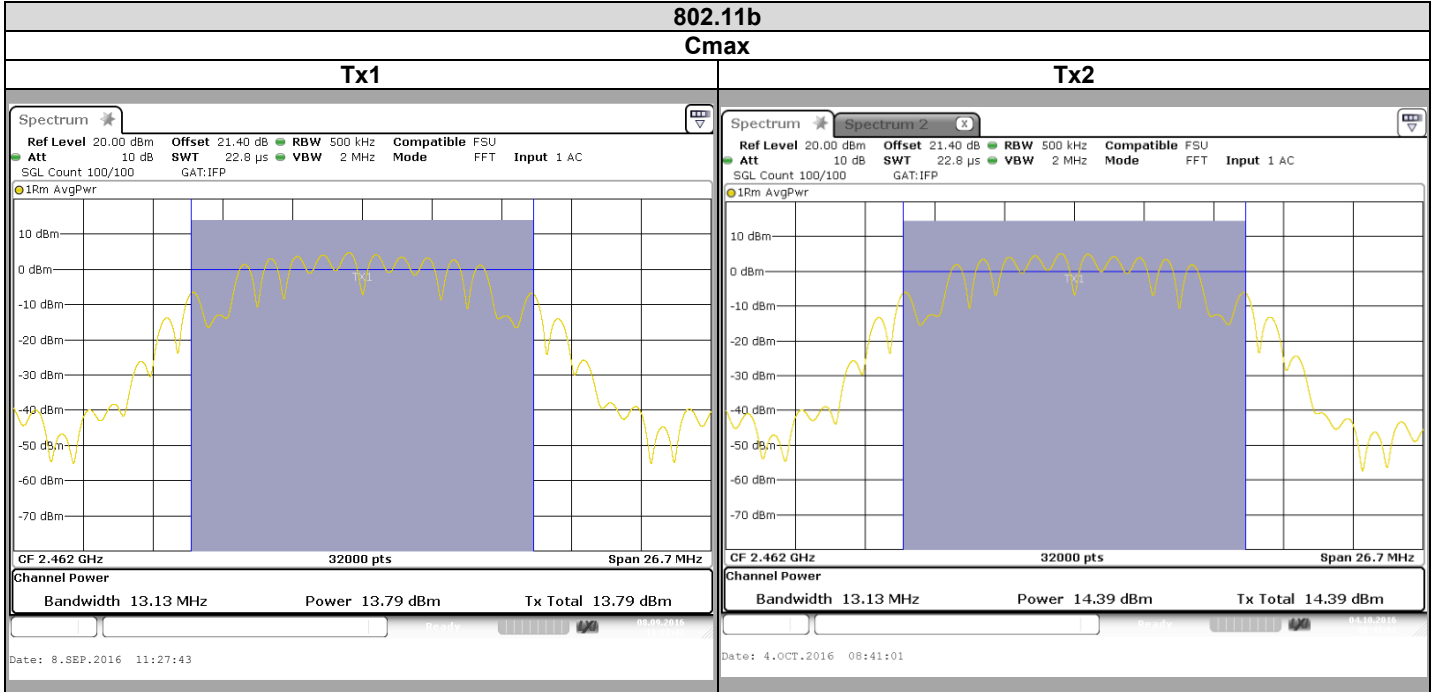 802.11b
Cmax
Tx1
Tx2
Spectrum
Ref Level 20.00 dBm Offset 21.40 dB RBW 500 kHz Compatible FSU
Att 10 dB SWT 22.8 µs VBW 2 MHz Mode FFT Input 1 AC
SGL Count 100/100 GAT:IFP
1Rm AvgPwr
10 dBm
0 dBm
Tx1
-10 dBm
-20 dBm
-30 dBm
-40 dBm
-50 dBm
-60 dBm
-70 dBm
CF 2.462 GHz 32000 pts Span 26.7 MHz
Channel Power
Bandwidth 13.13 MHz Power 13.79 dBm Tx Total 13.79 dBm
Ready 08.09.2016
Date: 8.SEP.2016 11:27:43
Spectrum Spectrum 2 X
Ref Level 20.00 dBm Offset 21.40 dB RBW 500 kHz Compatible FSU
Att 10 dB SWT 22.8 µs VBW 2 MHz Mode FFT Input 1 AC
SGL Count 100/100 GAT:IFP
1Rm AvgPwr
10 dBm
0 dBm
Tx1
-10 dBm
-20 dBm
-30 dBm
-40 dBm
-50 dBm
-60 dBm
-70 dBm
CF 2.462 GHz 32000 pts Span 26.7 MHz
Channel Power
Bandwidth 13.13 MHz Power 14.39 dBm Tx Total 14.39 dBm
Ready 04.10.2016
Date: 4.OCT.2016 08:41:01